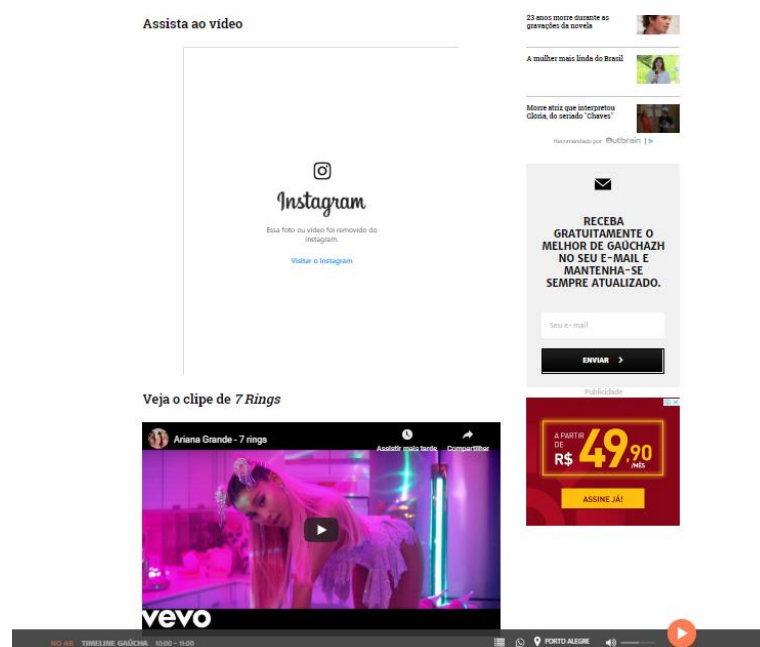 Assista ao vídeo
Instagram
Essa foto ou vídeo foi removido do
Instagram.
Visitar o Instagram
Veja o clipe de 7 Rings
Ariana Grande - 7 rings
Assistir mais tarde
Compartilhar
vevo
23 anos morre durante as
gravações da novela
A mulher mais linda do Brasil
Morre atriz que interpretou
Glória, do seriado "Chaves"
Recomendado por Outbrain
RECEBA
GRATUITAMENTE O
MELHOR DE GAÚCHAZH
NO SEU E-MAIL E
MANTENHA-SE
SEMPRE ATUALIZADO.
Seu e-mail
ENVIAR
Publicidade
A PARTIR
DE
R$ 49,90
/MÊS
ASSINE JÁ!
NO AR TIMELINE GAÚCHA 10:00 - 11:00
PORTO ALEGRE